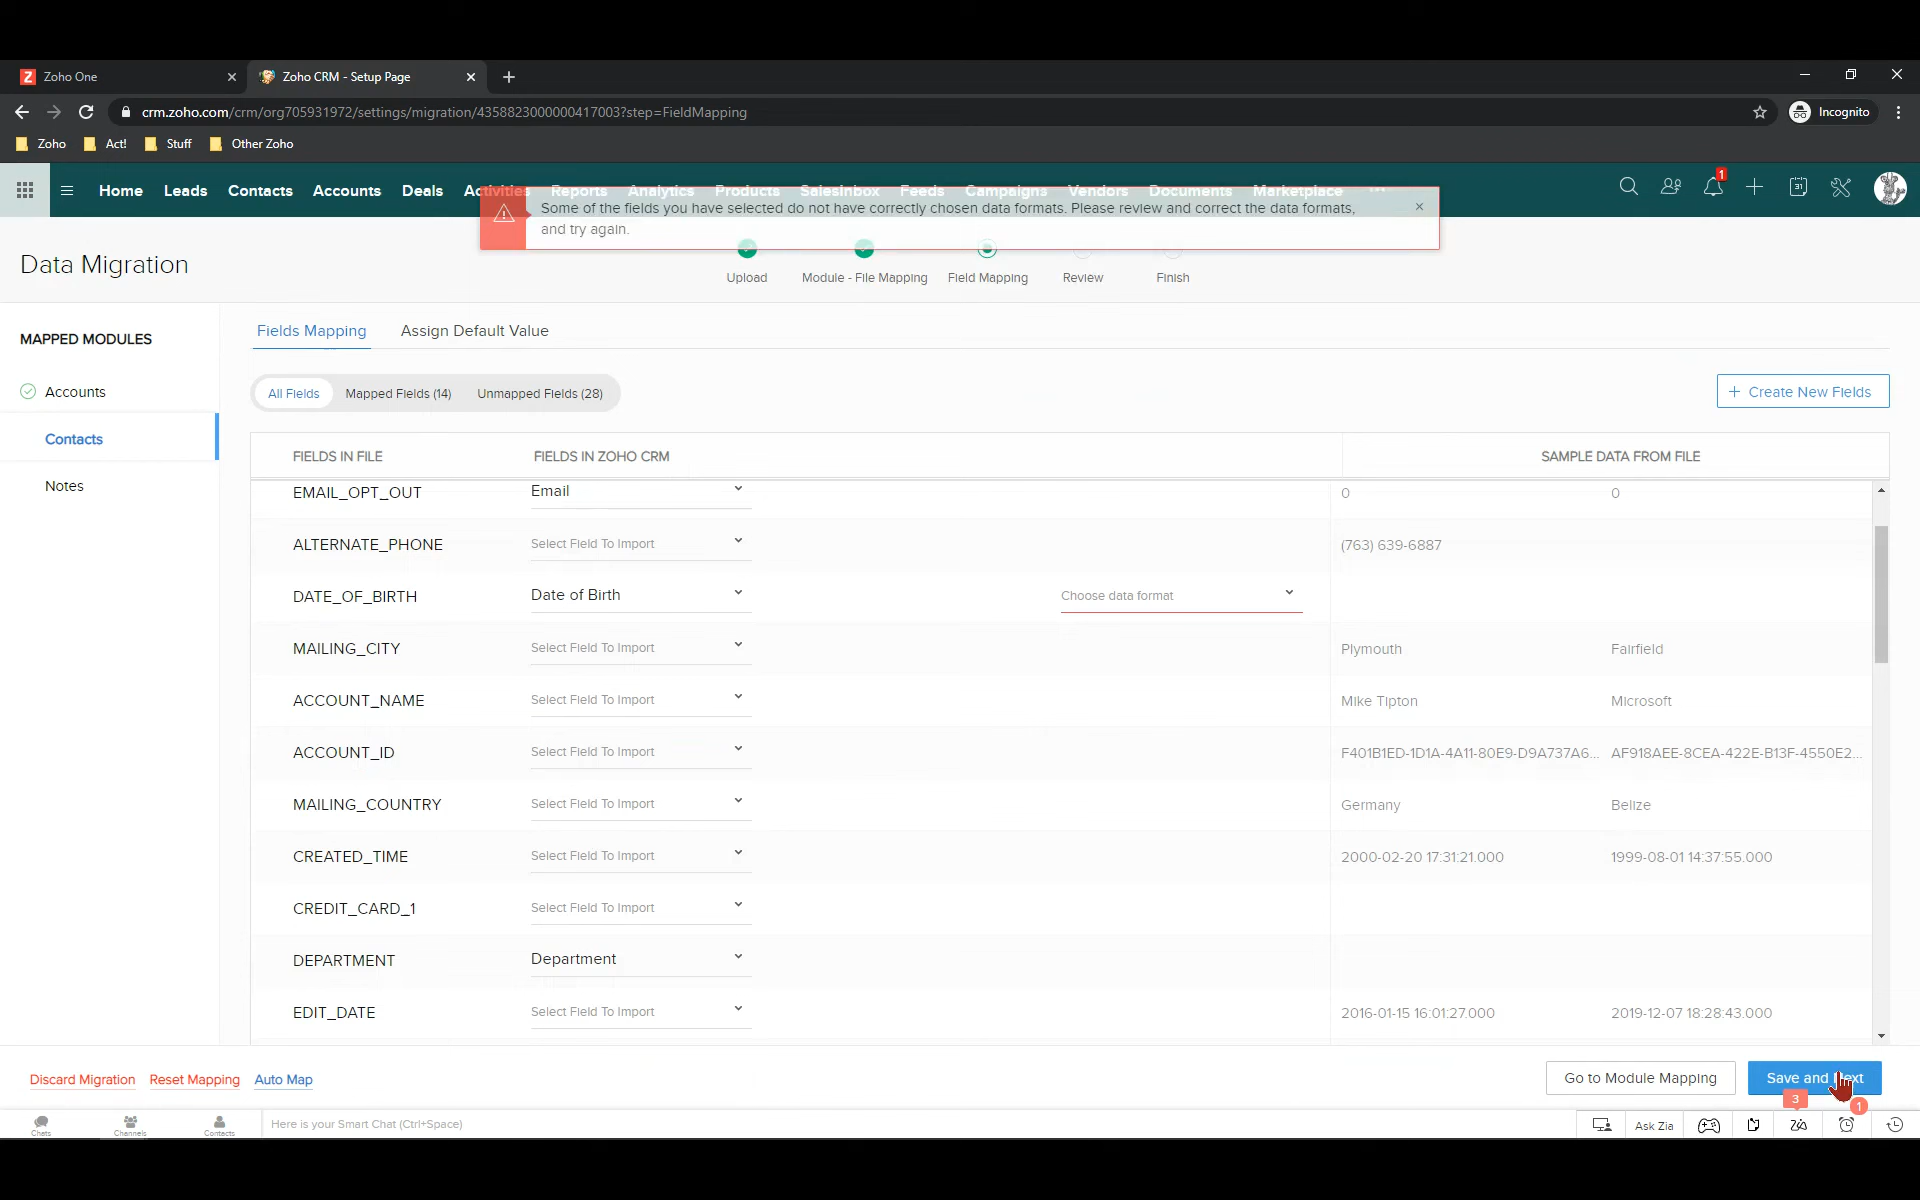 Zoho One
Zoho CRM - Setup Page
crm.zoho.com/crm/org705931972/settings/migration/4358823000000417003?step=FieldMapping
Incognito
Zoho Act! Stuff Other Zoho
Home Leads Contacts Accounts Deals Activities Reports Analytics Products SalesInbox Feeds Campaigns Vendors Documents Marketplace ...
1
31
Some of the fields you have selected do not have correctly chosen data formats. Please review and correct the data formats,
and try again.
Data Migration
Upload Module - File Mapping Field Mapping Review Finish
MAPPED MODULES
Accounts
Contacts
Notes
Fields Mapping Assign Default Value
All Fields Mapped Fields (14) Unmapped Fields (28)
+ Create New Fields
FIELDS IN FILE FIELDS IN ZOHO CRM SAMPLE DATA FROM FILE
EMAIL_OPT_OUT Email 0 0
ALTERNATE_PHONE Select Field To Import (763) 639-6887
DATE_OF_BIRTH Date of Birth Choose data format
MAILING_CITY Select Field To Import Plymouth Fairfield
ACCOUNT_NAME Select Field To Import Mike Tipton Microsoft
ACCOUNT_ID Select Field To Import F401B1ED-1D1A-4A11-80E9-D9A737A6... AF918AEE-8CEA-422E-B13F-4550E2...
MAILING_COUNTRY Select Field To Import Germany Belize
CREATED_TIME Select Field To Import 2000-02-20 17:31:21.000 1999-08-01 14:37:55.000
CREDIT_CARD_1 Select Field To Import
DEPARTMENT Department
EDIT_DATE Select Field To Import 2016-01-15 16:01:27.000 2019-12-07 18:28:43.000
Discard Migration Reset Mapping Auto Map
Go to Module Mapping Save and Next
3 1
Chats Channels Contacts
Here is your Smart Chat (Ctrl+Space)
Ask Zia